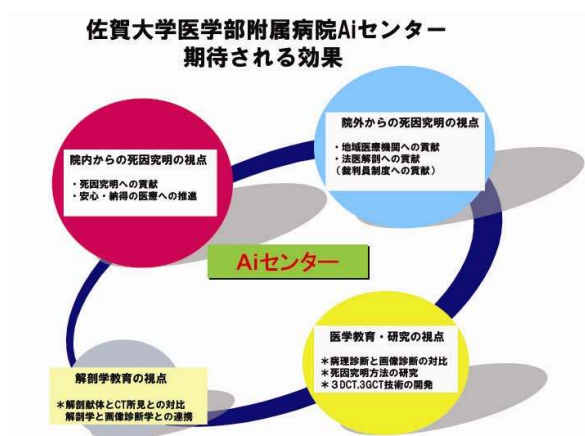 佐賀大学医学部附属病院Aiセンター
期待される効果
院内からの死因究明の視点
・死因究明への貢献
・安心・納得の医療への推進
院外からの死因究明の視点
・地域医療機関への貢献
・法医解剖への貢献
（裁判員制度への貢献）
Aiセンター
解剖学教育の視点
＊解剖献体とCT所見との対比
解剖学と画像診断学との連携
医学教育・研究の視点
＊病理診断と画像診断の対比
＊死因究明方法の研究
＊３DCT,3GCT技術の開発